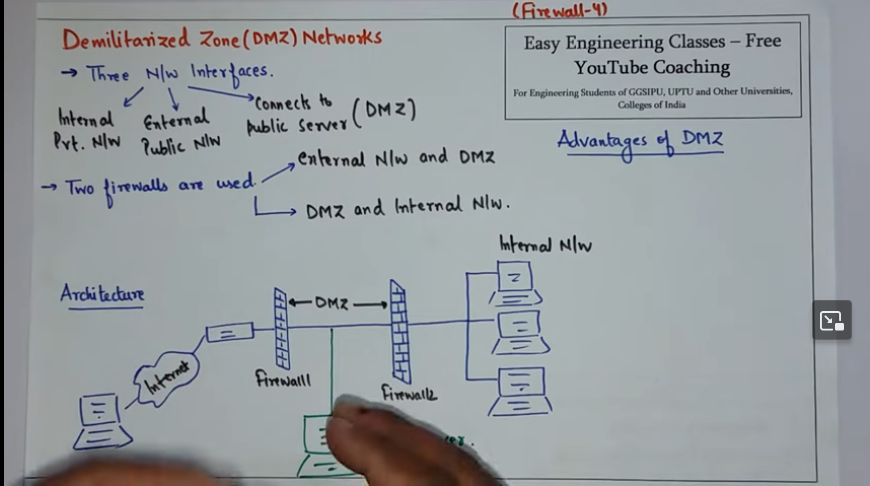 (Firewall-4)
Demilitarized Zone (DMZ) Networks
Easy Engineering Classes – Free
YouTube Coaching
For Engineering Students of GGSIPU, UPTU and Other Universities,
Colleges of India
→ Three N/w Interfaces.
Internal
Pvt. N/W
External
Public N/W
Connects to
public server (DMZ)
Advantages of DMZ
→ Two firewalls are used.
external N/w and DMZ
DMZ and Internal N/w.
Internal N/W
Architecture
DMZ
Internet
Firewall1
Firewall2